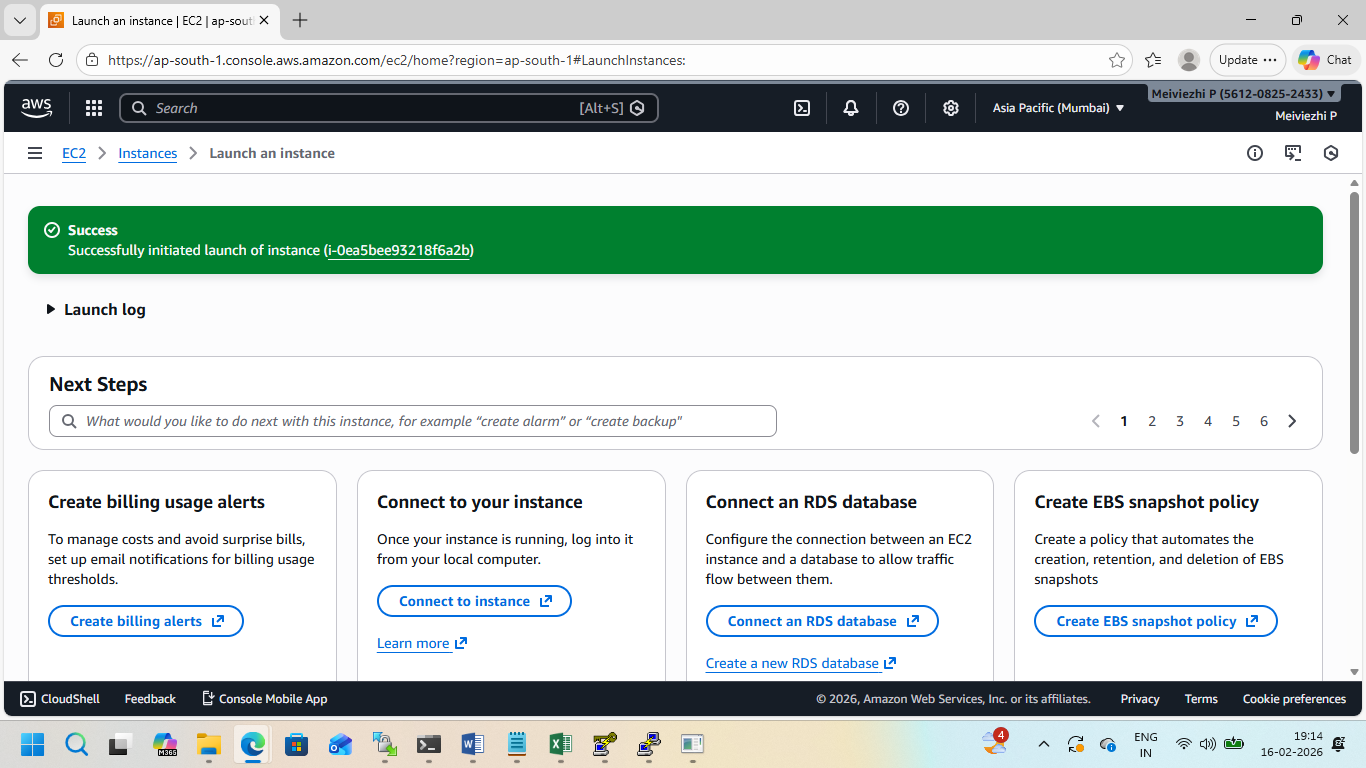 Launch an instance | EC2 | ap-sout
https://ap-south-1.console.aws.amazon.com/ec2/home?region=ap-south-1#LaunchInstances:
Update
Chat
aws
Search
[Alt+S]
Asia Pacific (Mumbai)
Meiviezhi P (5612-0825-2433)
Meiviezhi P
EC2 > Instances > Launch an instance
Success
Successfully initiated launch of instance (i-0ea5bee93218f6a2b)
Launch log
Next Steps
What would you like to do next with this instance, for example “create alarm” or “create backup"
1 2 3 4 5 6
Create billing usage alerts
To manage costs and avoid surprise bills,
set up email notifications for billing usage
thresholds.
Create billing alerts
Connect to your instance
Once your instance is running, log into it
from your local computer.
Connect to instance
Learn more
Connect an RDS database
Configure the connection between an EC2
instance and a database to allow traffic
flow between them.
Connect an RDS database
Create a new RDS database
Create EBS snapshot policy
Create a policy that automates the
creation, retention, and deletion of EBS
snapshots
Create EBS snapshot policy
CloudShell
Feedback
Console Mobile App
© 2026, Amazon Web Services, Inc. or its affiliates.
Privacy
Terms
Cookie preferences
M365
4
ENG
IN
19:14
16-02-2026